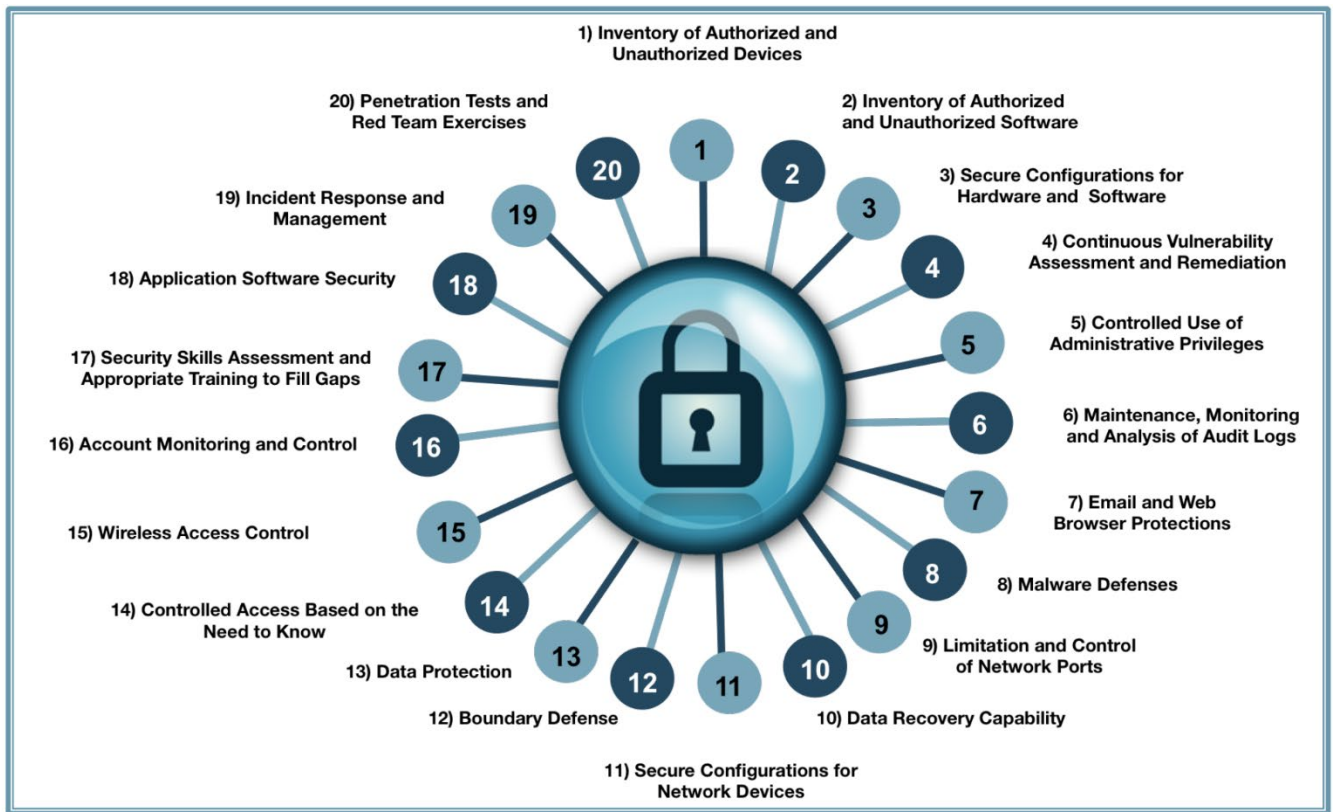 1) Inventory of Authorized and
Unauthorized Devices
2) Inventory of Authorized
and Unauthorized Software
3) Secure Configurations for
Hardware and Software
4) Continuous Vulnerability
Assessment and Remediation
5) Controlled Use of
Administrative Privileges
6) Maintenance, Monitoring
and Analysis of Audit Logs
7) Email and Web
Browser Protections
8) Malware Defenses
9) Limitation and Control
of Network Ports
10) Data Recovery Capability
11) Secure Configurations for
Network Devices
12) Boundary Defense
13) Data Protection
14) Controlled Access Based on the
Need to Know
15) Wireless Access Control
16) Account Monitoring and Control
17) Security Skills Assessment and
Appropriate Training to Fill Gaps
18) Application Software Security
19) Incident Response and
Management
20) Penetration Tests and
Red Team Exercises
1
2
3
4
5
6
7
8
9
10
11
12
13
14
15
16
17
18
19
20